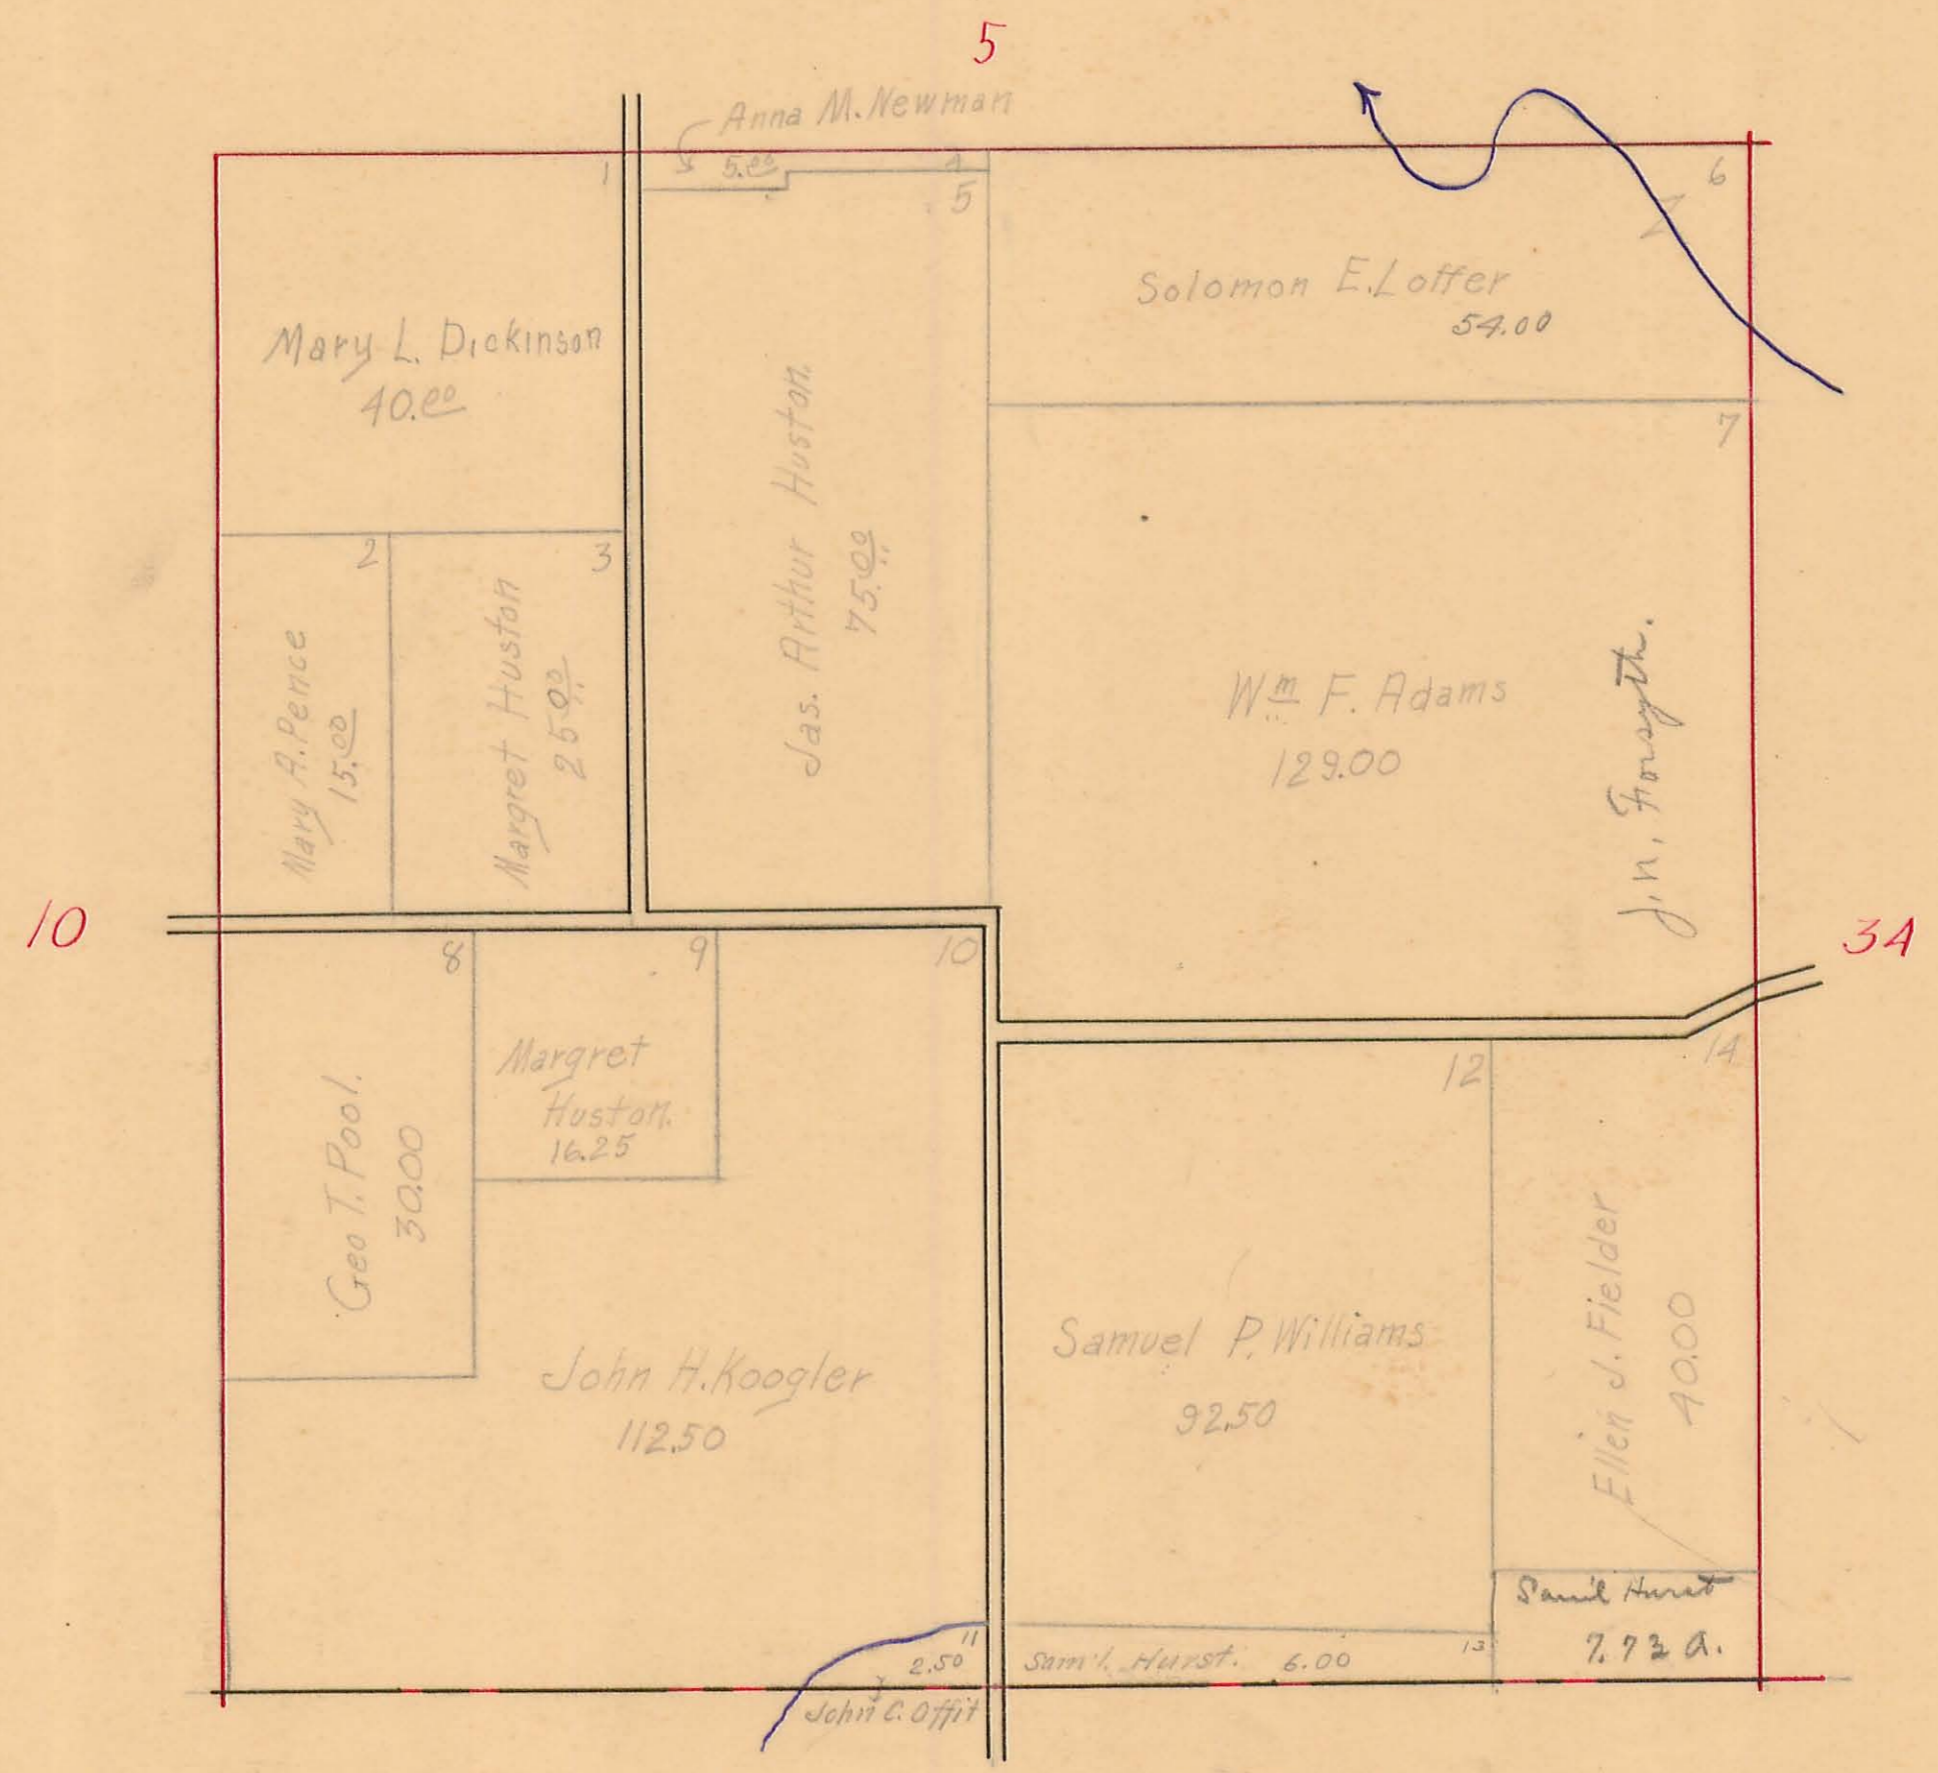 5
Anna M. Newman
5.00
1
4
5
6
Mary L. Dickinson
40.00
Solomon E. Loffer
54.00
7
2
3
Mary A. Pence
15.00
Margret Huston
25.00
Jas. Arthur Huston.
75.00
Wm F. Adams
129.00
J. N. Forsyth.
10
3A
8
9
10
Geo T. Pool.
30.00
Margret
Huston.
16.25
John H. Koogler
112.50
12
14
Samuel P. Williams
92.50
Ellen J. Fielder
40.00
11
2.50
John C. Offit
Sam'l. Hurst. 6.00
13
Sam'l Hurst
7.73 a.